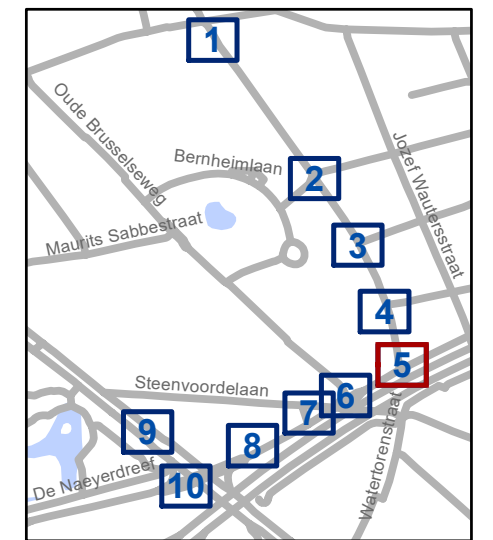 1
Oude Brusselseweg
Bernheimlaan
2
Jozef Wautersstraat
Maurits Sabbestraat
3
4
5
Steenvoordelaan
6
7
Watertorenstraat
9
8
De Naeyerdreef
10